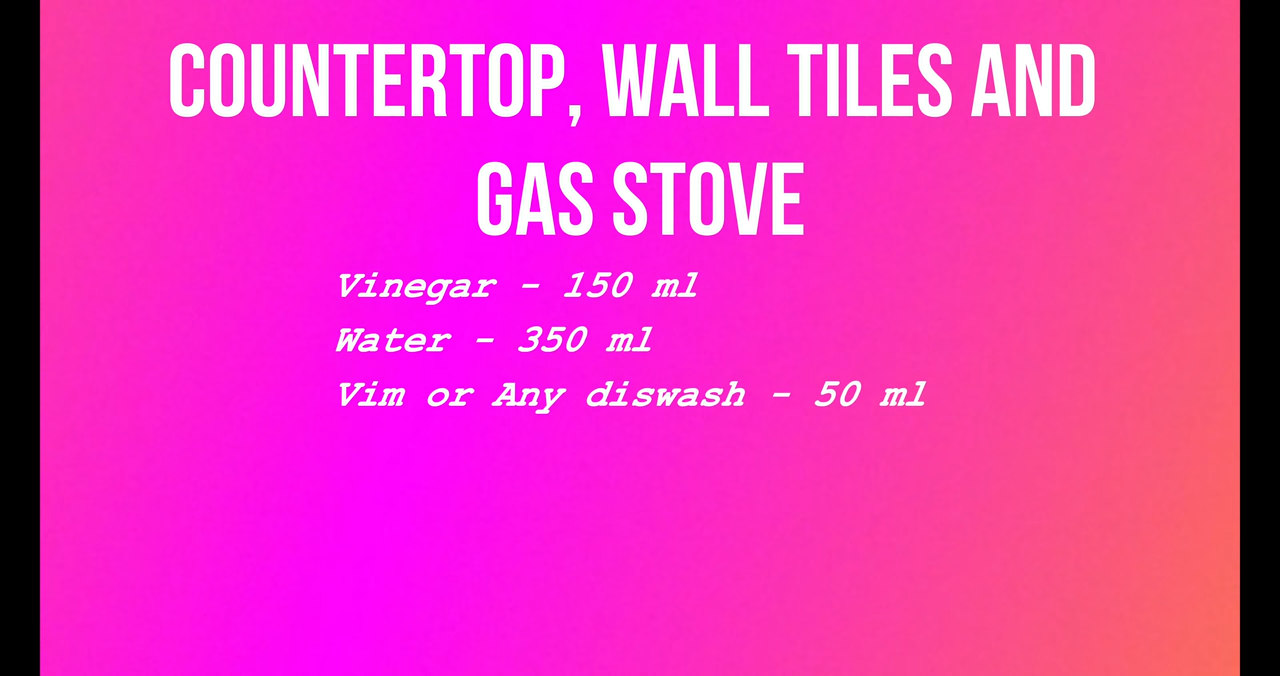 COUNTERTOP, WALL TILES AND
GAS STOVE
Vinegar - 150 ml
Water - 350 ml
Vim or Any diswash - 50 ml